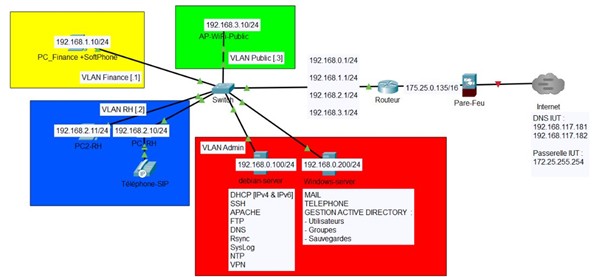 192.168.1.10/24
PC_Finance +SoftPhone
VLAN Finance [.1]
192.168.3.10/24
AP-WiFi-Public
VLAN Public [.3]
VLAN RH [.2]
192.168.2.11/24
PC2-RH
192.168.2.10/24
Téléphone-SIP
Switch
192.168.0.1/24
192.168.1.1/24
192.168.2.1/24
192.168.3.1/24
Routeur
175.25.0.135/16
Pare-Feu
Internet
DNS IUT :
192.168.117.181
192.168.117.182
Passerelle IUT :
172.25.255.254
VLAN Admin
192.168.0.100/24
debian-server
192.168.0.200/24
Windows-server
DHCP [IPv4 & IPv6]
SSH
APACHE
FTP
DNS
Rsync
SysLog
NTP
VPN
MAIL
TELEPHONE
GESTION ACTIVE DIRECTORY :
- Utilisateurs
- Groupes
- Sauvegardes